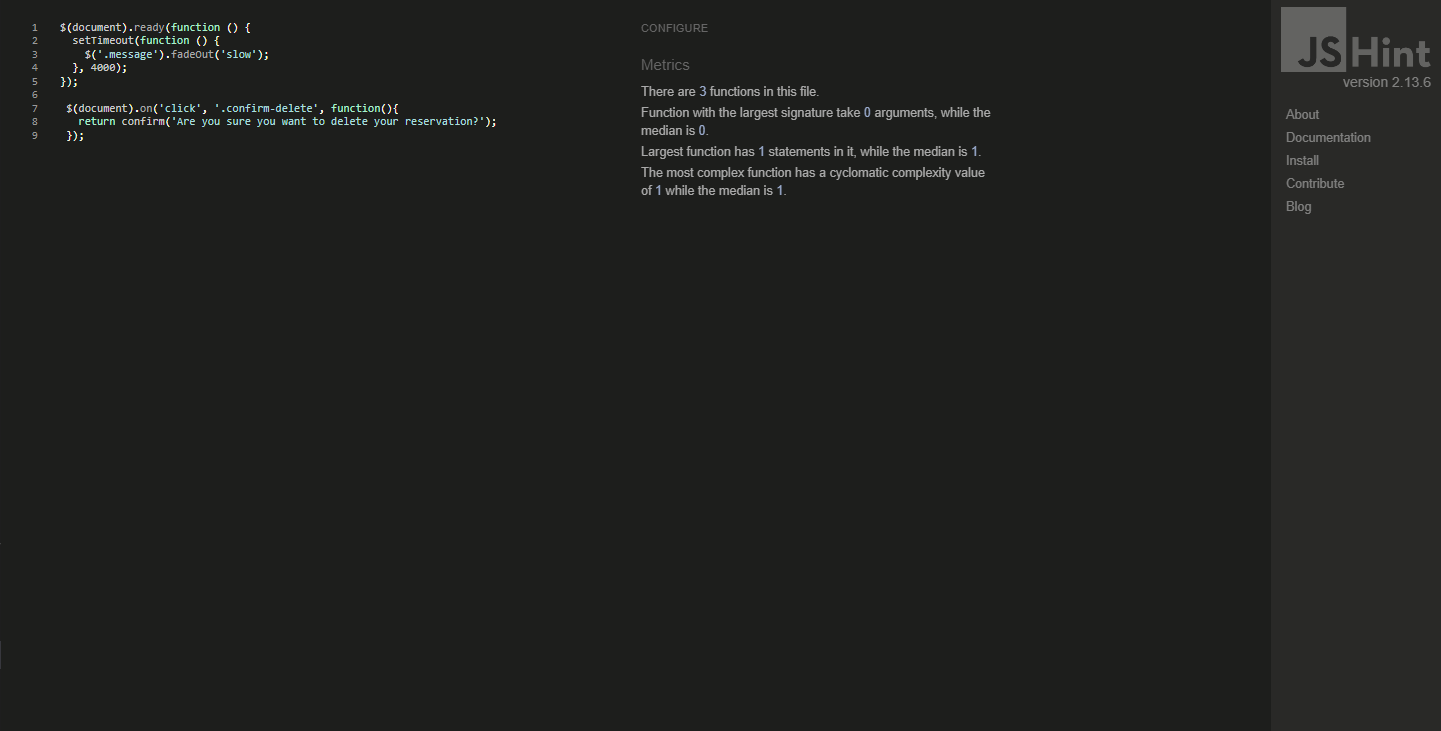 1 $(document).ready(function () {
2 setTimeout(function () {
3 $('.message').fadeOut('slow');
4 }, 4000);
5 });
6
7 $(document).on('click', '.confirm-delete', function(){
8 return confirm('Are you sure you want to delete your reservation?');
9 });
CONFIGURE
Metrics
There are 3 functions in this file.
Function with the largest signature take 0 arguments, while the
median is 0.
Largest function has 1 statements in it, while the median is 1.
The most complex function has a cyclomatic complexity value
of 1 while the median is 1.
JSHint
version 2.13.6
About
Documentation
Install
Contribute
Blog